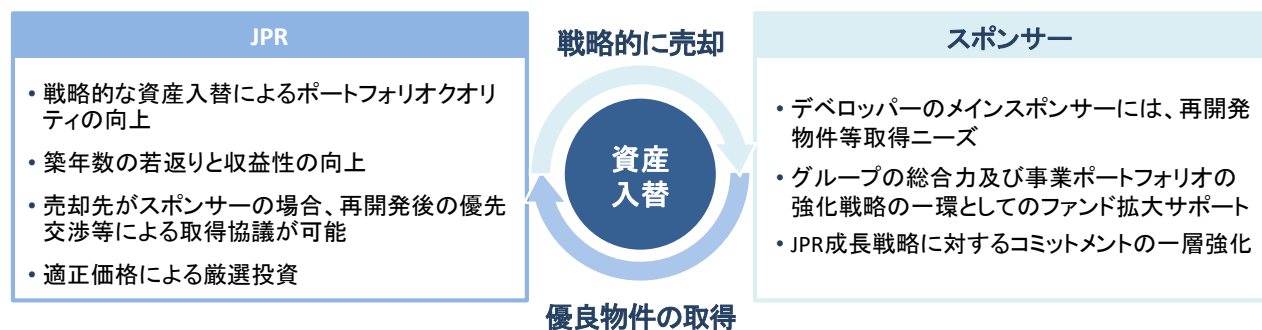 JPR
• 戦略的な資産入替によるポートフォリオクオリ
ティの向上
• 築年数の若返りと収益性の向上
• 売却先がスポンサーの場合、再開発後の優先
交渉等による取得協議が可能
• 適正価格による厳選投資
戦略的に売却
資産
入替
優良物件の取得
スポンサー
• デベロッパーのメインスポンサーには、再開発
物件等取得ニーズ
• グループの総合力及び事業ポートフォリオの
強化戦略の一環としてのファンド拡大サポート
• JPR成長戦略に対するコミットメントの一層強化